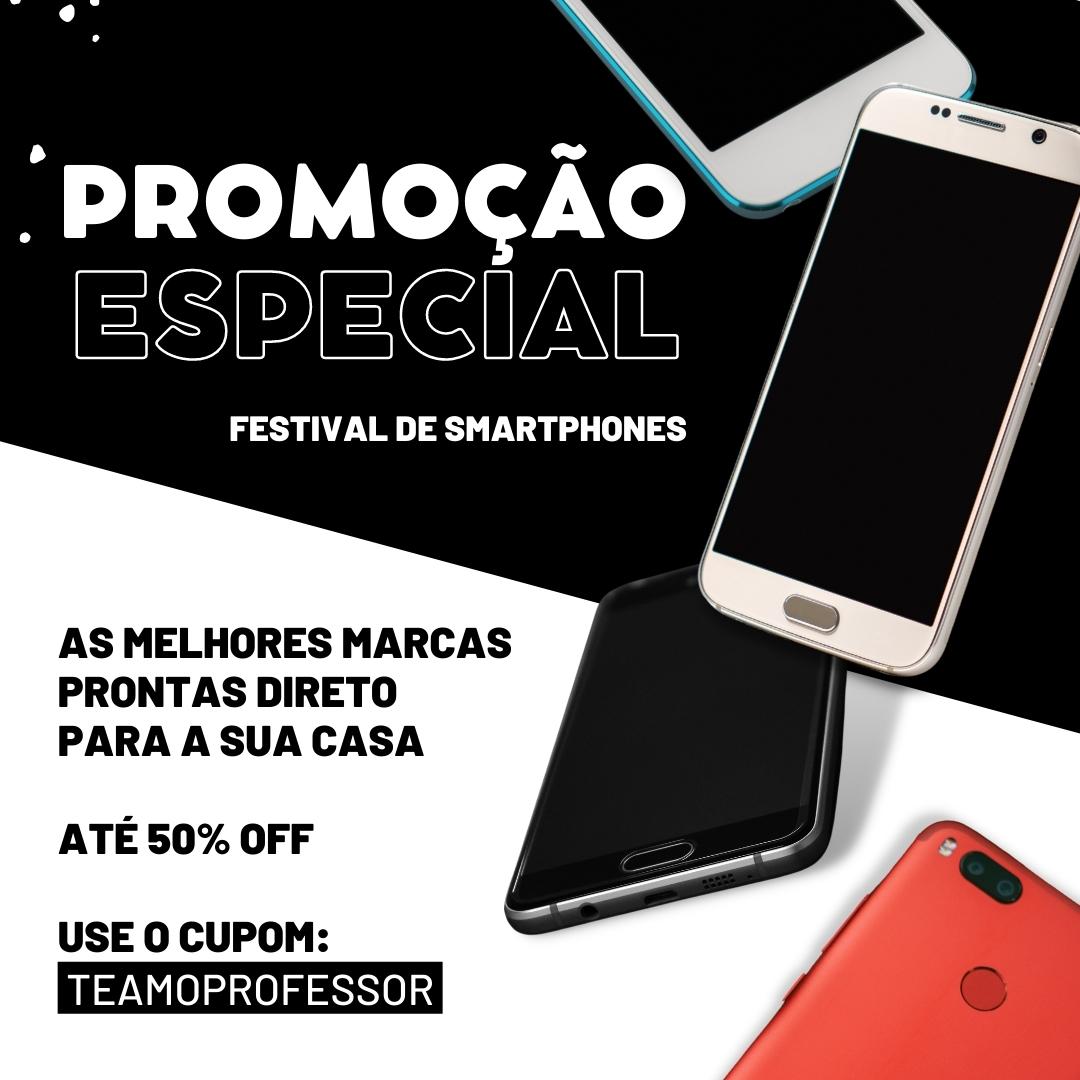 PROMOÇÃO
ESPECIAL
FESTIVAL DE SMARTPHONES
AS MELHORES MARCAS
PRONTAS DIRETO
PARA A SUA CASA
ATÉ 50% OFF
USE O CUPOM:
TEAMOPROFESSOR